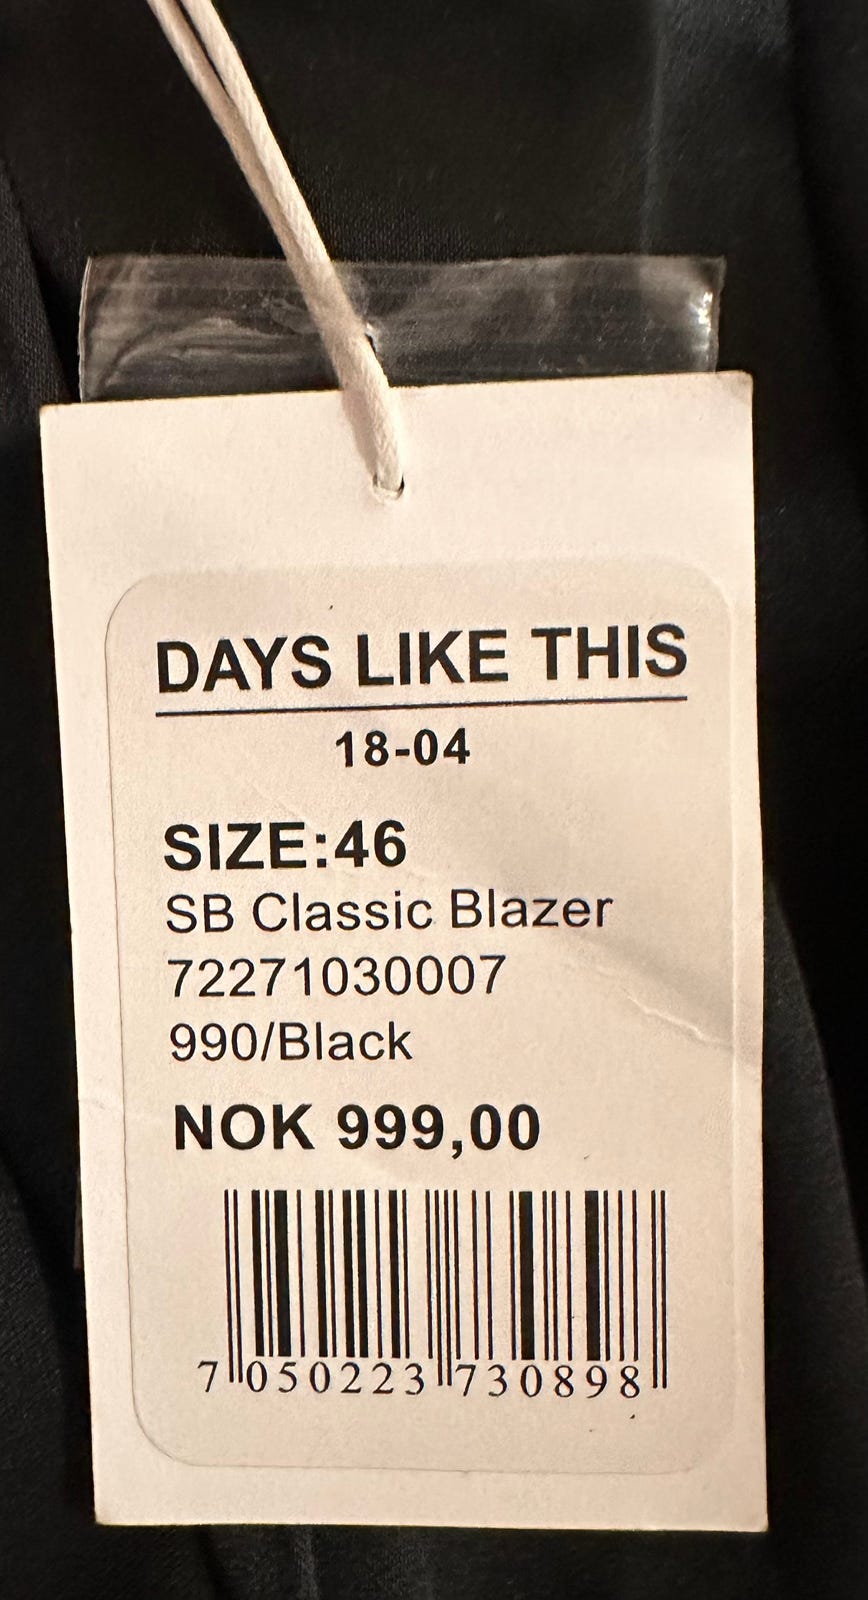 DAYS LIKE THIS
18-04
SIZE:46
SB Classic Blazer
72271030007
990/Black
NOK 999,00
7 050223 730898